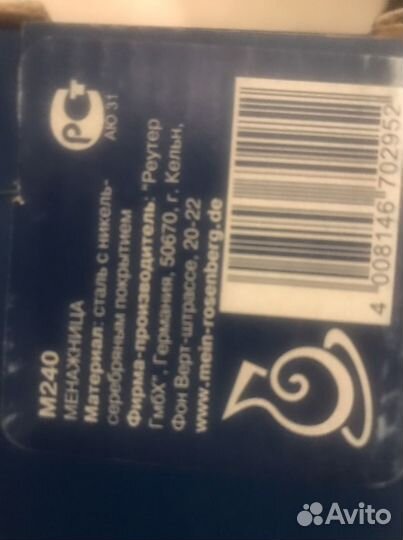 М240
МЕНАЖНИЦА
Материал: сталь с никель-
серебряным покрытием
Фирма-производитель: "Реутер
ГмбХ", Германия, 50670, г. Кельн,
Фон Верт-штрассе, 20-22
www.mein-rosenberg.de
РСТ
АЮ 31
4 008146 702952
Avito